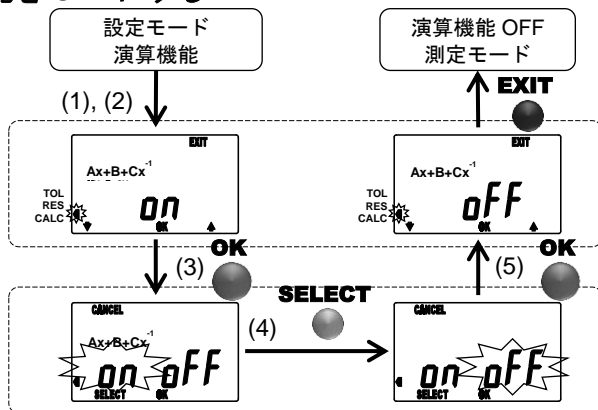 設定モード
演算機能
演算機能 OFF
測定モード
(1), (2)
EXIT
EXIT
Ax+B+Cx⁻¹
TOL
RES
CALC
on
OK
Ax+B+Cx⁻¹
TOL
RES
CALC
oFF
OK
(3)
OK
(5)
OK
SELECT
(4)
CANCEL
Ax+B+Cx⁻¹
on oFF
SELECT OK
CANCEL
on oFF
SELECT OK